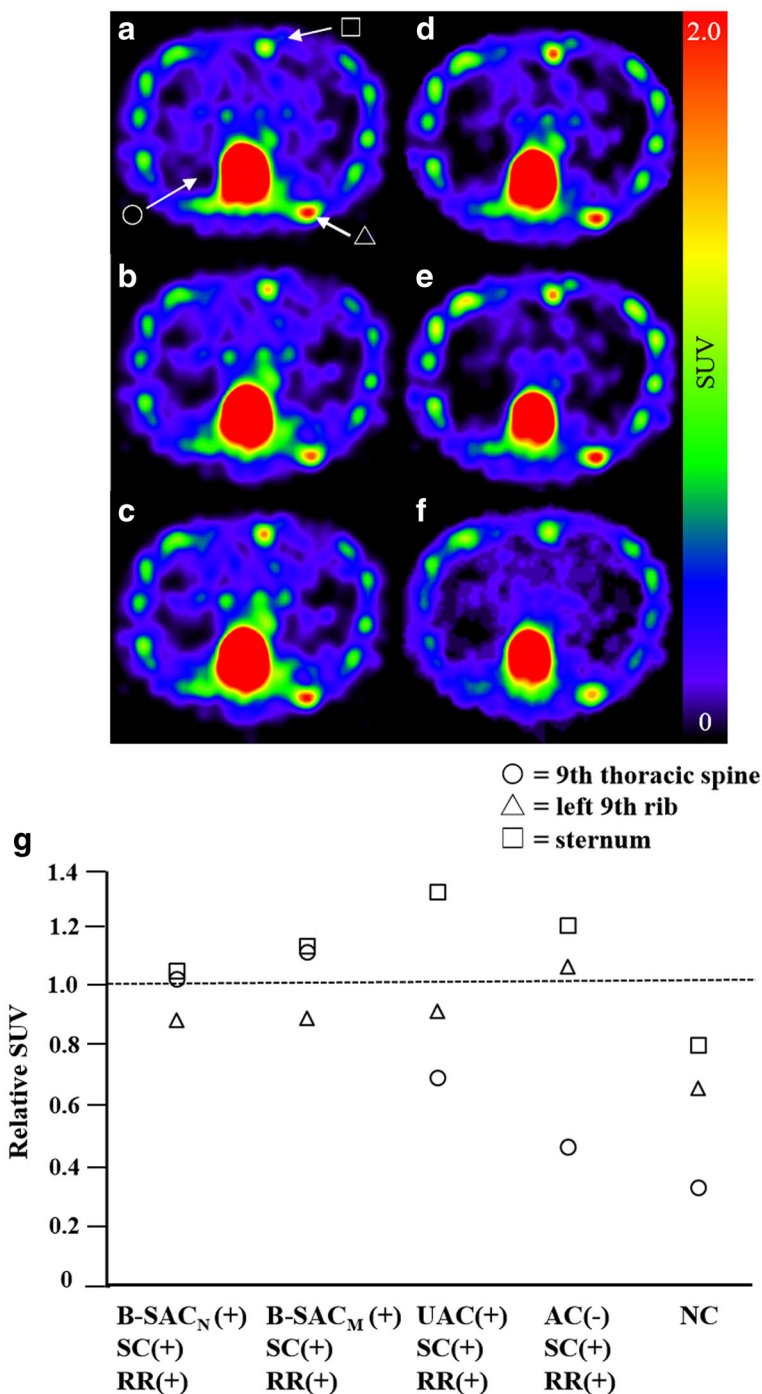 a
d
2.0
b
e
SUV
c
f
0
○ = 9th thoracic spine
△ = left 9th rib
□ = sternum
g
1.4
1.2
1.0
0.8
0.6
0.4
0.2
0
Relative SUV
B-SAC_N (+) B-SAC_M (+) UAC(+) AC(-) NC
SC(+) SC(+) SC(+) SC(+)
RR(+) RR(+) RR(+) RR(+)